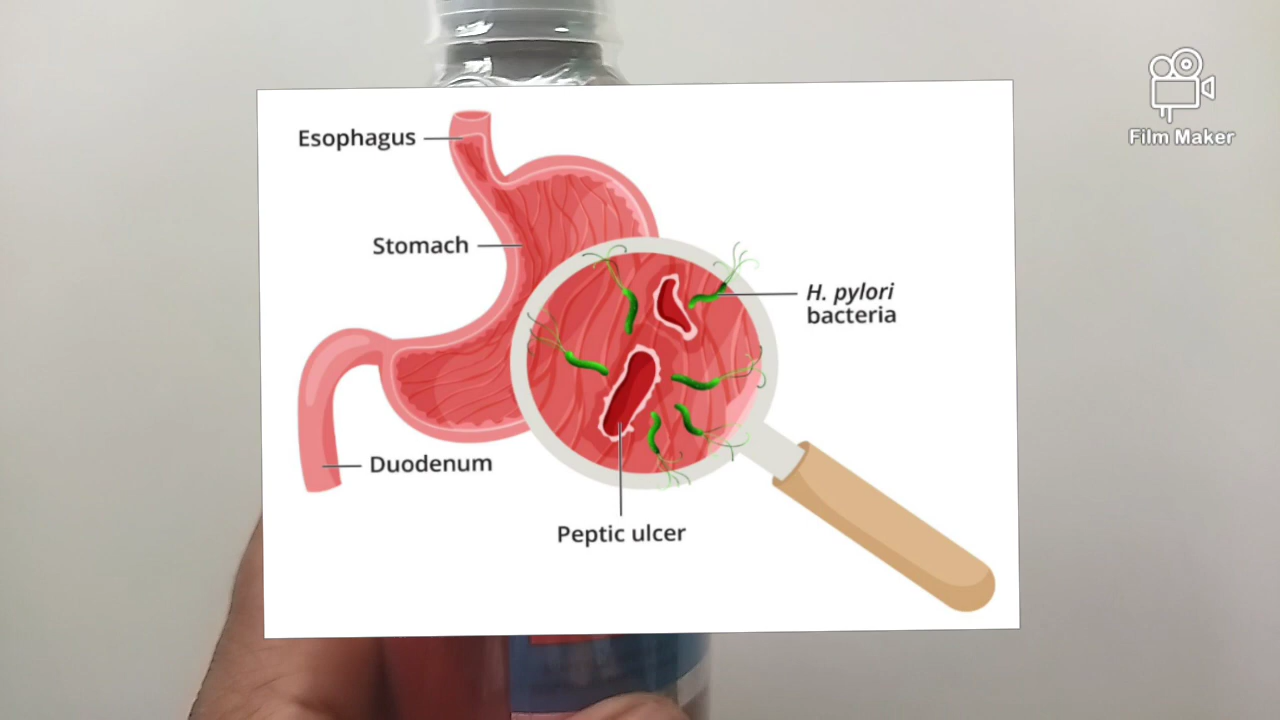 Film Maker
Esophagus
Stomach
H. pylori
bacteria
Duodenum
Peptic ulcer